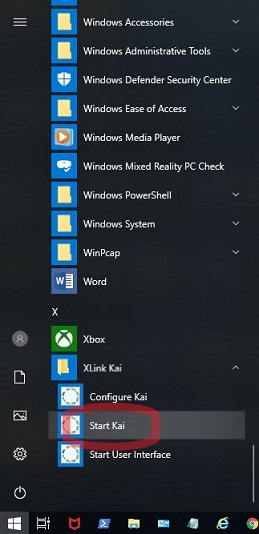 Windows Accessories
Windows Administrative Tools
Windows Defender Security Center
Windows Ease of Access
Windows Media Player
Windows Mixed Reality PC Check
Windows PowerShell
Windows System
WinPcap
Word
X
Xbox
XLink Kai
Configure Kai
Start Kai
Start User Interface